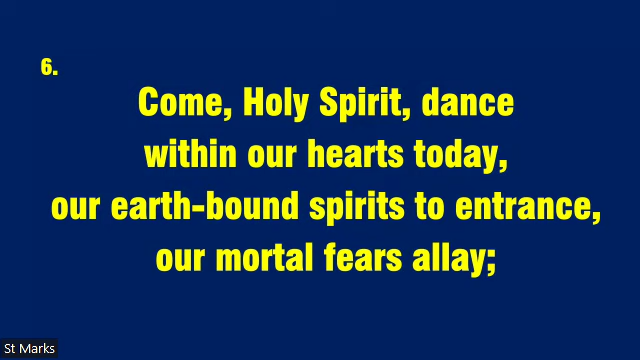 6.
Come, Holy Spirit, dance
within our hearts today,
our earth-bound spirits to entrance,
our mortal fears allay;
St Marks